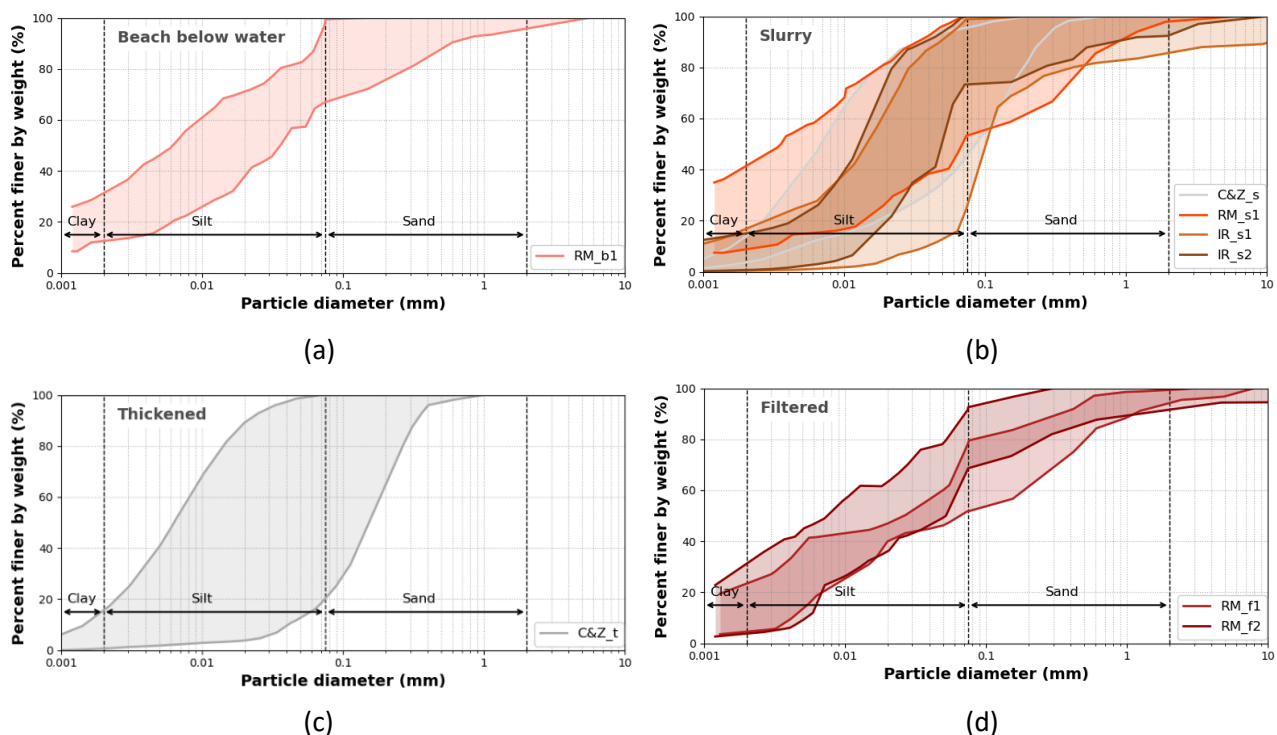 Beach below water
Percent finer by weight (%)
100
80
60
40
20
0
Clay
Silt
Sand
RM_b1
0.001
0.01
0.1
1
10
Particle diameter (mm)
(a)
Slurry
Percent finer by weight (%)
100
80
60
40
20
0
Clay
Silt
Sand
C&Z_s
RM_s1
IR_s1
IR_s2
0.001
0.01
0.1
1
10
Particle diameter (mm)
(b)
Thickened
Percent finer by weight (%)
100
80
60
40
20
0
Clay
Silt
Sand
C&Z_t
0.001
0.01
0.1
1
10
Particle diameter (mm)
(c)
Filtered
Percent finer by weight (%)
100
80
60
40
20
0
Clay
Silt
Sand
RM_f1
RM_f2
0.001
0.01
0.1
1
10
Particle diameter (mm)
(d)